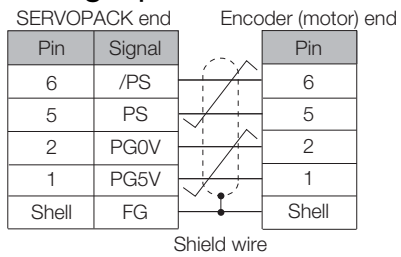 SERVOPACK end Encoder (motor) end
Pin Signal Pin
6 /PS 6
5 PS 5
2 PG0V 2
1 PG5V 1
Shell FG Shell
Shield wire